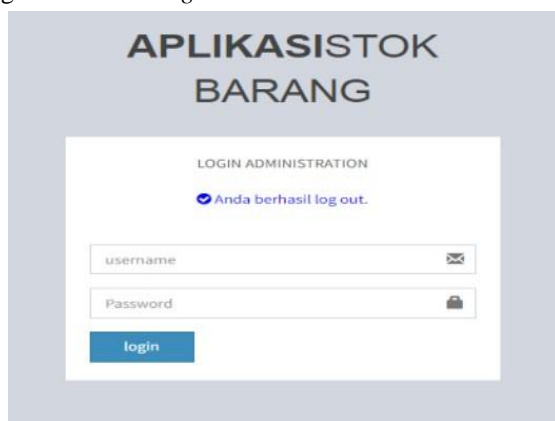 APLIKASISTOK
BARANG
LOGIN ADMINISTRATION
Anda berhasil log out.
username
Password
login